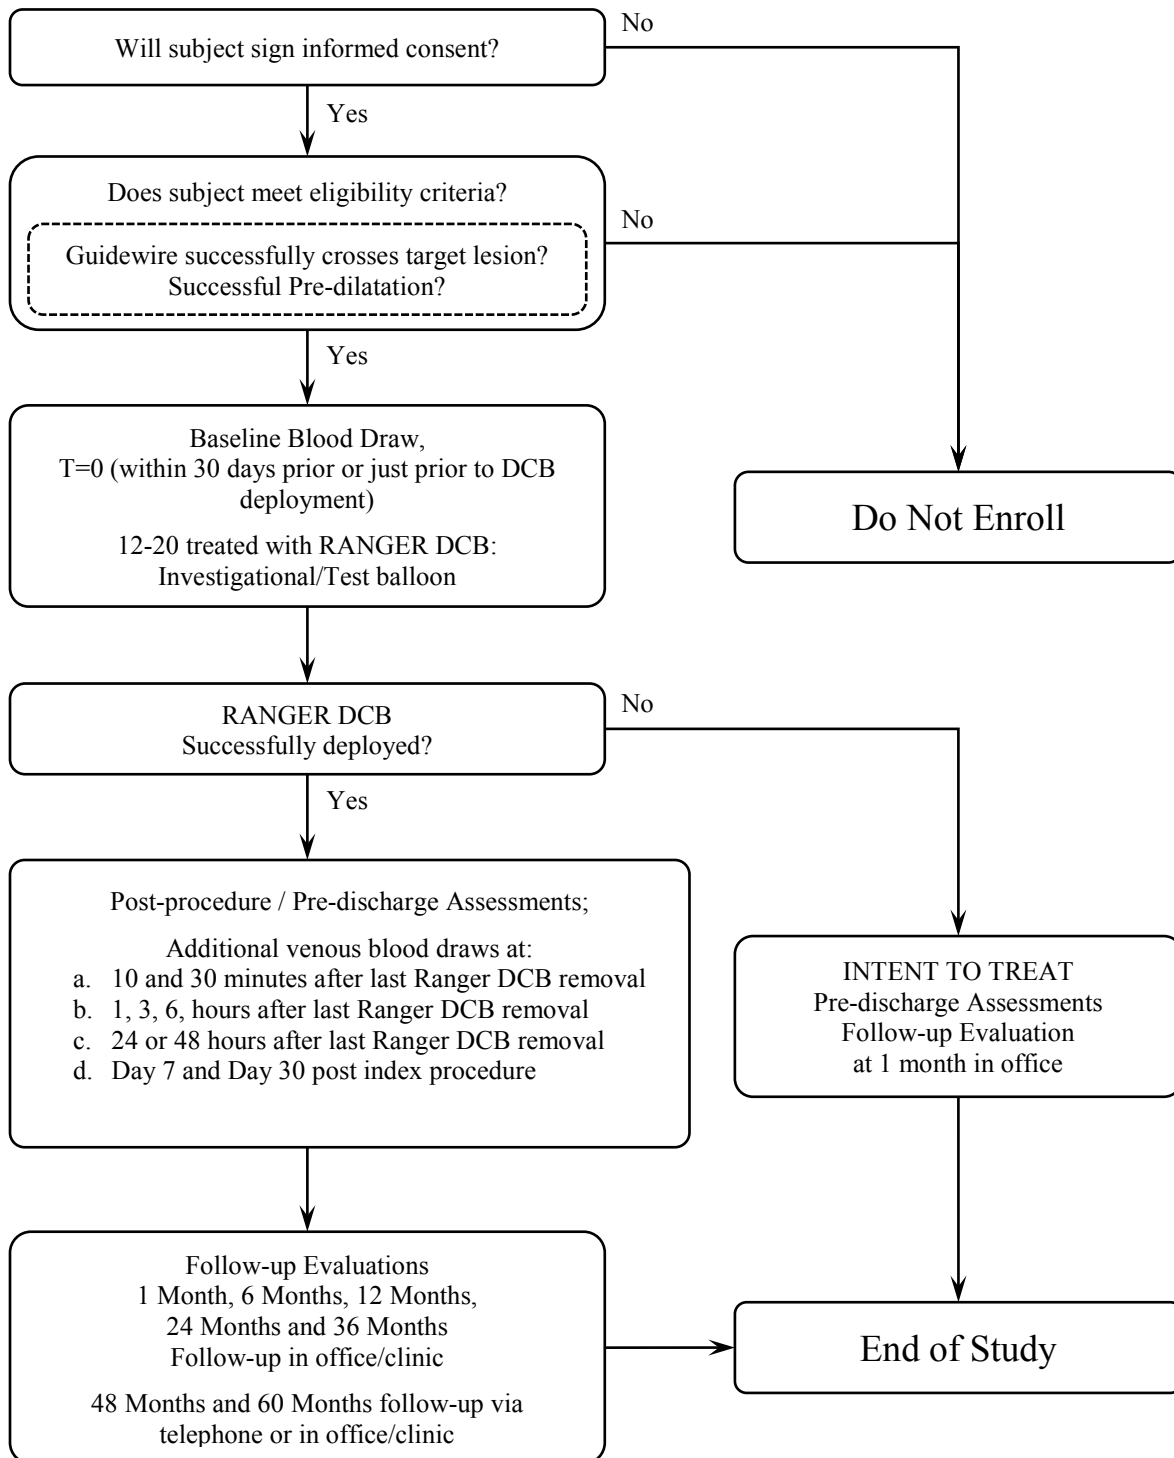 Will subject sign informed consent?
No
Yes
Does subject meet eligibility criteria?
No
Guidewire successfully crosses target lesion?
Successful Pre-dilatation?
Yes
Baseline Blood Draw,
T=0 (within 30 days prior or just prior to DCB
deployment)
12-20 treated with RANGER DCB:
Investigational/Test balloon
Do Not Enroll
RANGER DCB
Successfully deployed?
No
Yes
Post-procedure / Pre-discharge Assessments;
Additional venous blood draws at:
a. 10 and 30 minutes after last Ranger DCB removal
b. 1, 3, 6, hours after last Ranger DCB removal
c. 24 or 48 hours after last Ranger DCB removal
d. Day 7 and Day 30 post index procedure
INTENT TO TREAT
Pre-discharge Assessments
Follow-up Evaluation
at 1 month in office
Follow-up Evaluations
1 Month, 6 Months, 12 Months,
24 Months and 36 Months
Follow-up in office/clinic
48 Months and 60 Months follow-up via
telephone or in office/clinic
End of Study